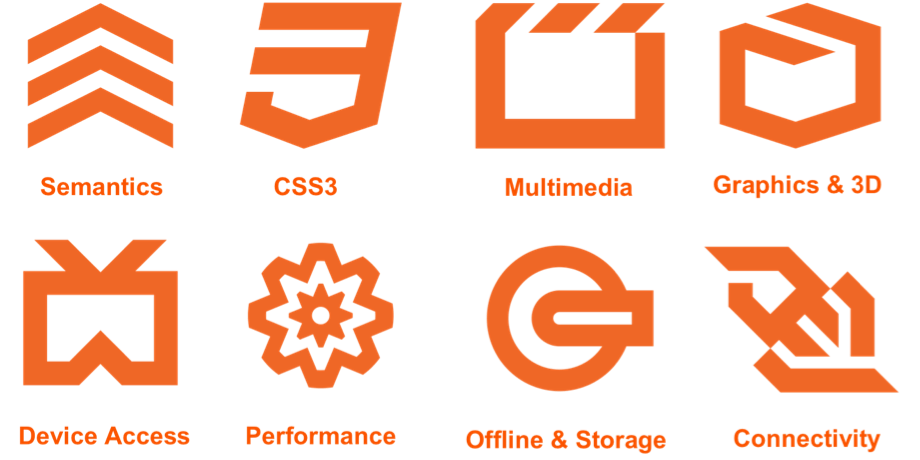 Semantics
CSS3
Multimedia
Graphics & 3D
Device Access
Performance
Offline & Storage
Connectivity